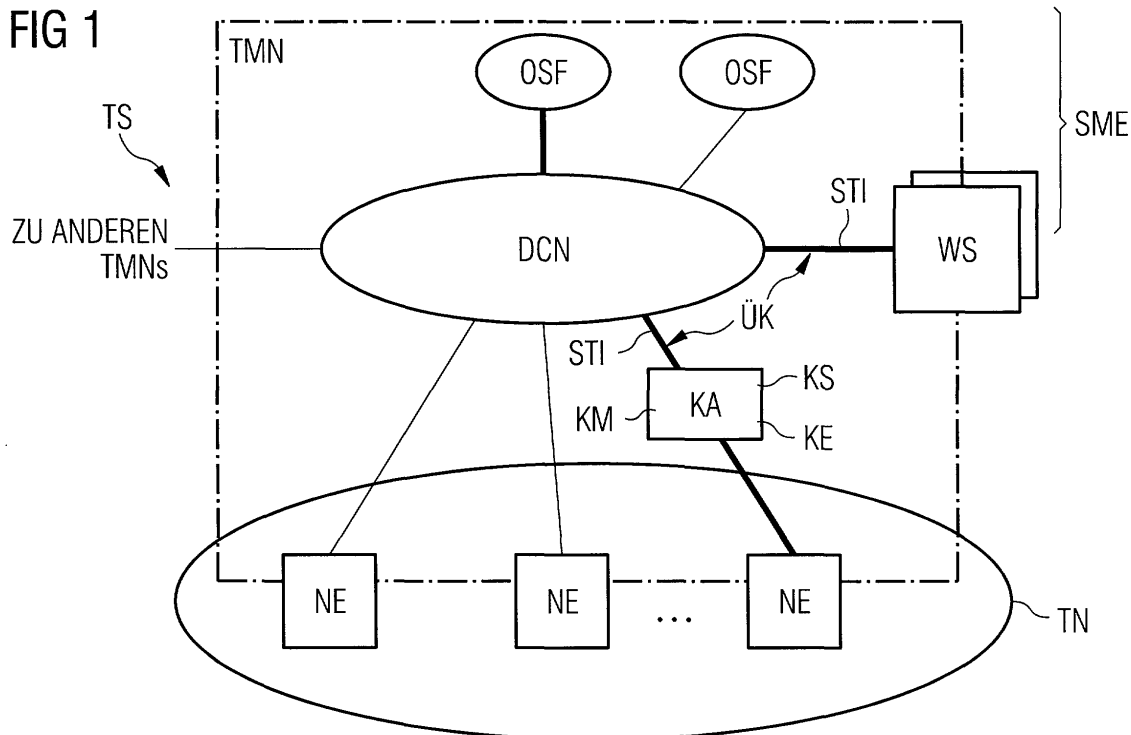 FIG 1
TMN
OSF
OSF
SME
TS
ZU ANDEREN
TMNs
DCN
STI
WS
ÜK
STI
KS
KM
KA
KE
NE
NE
...
NE
TN